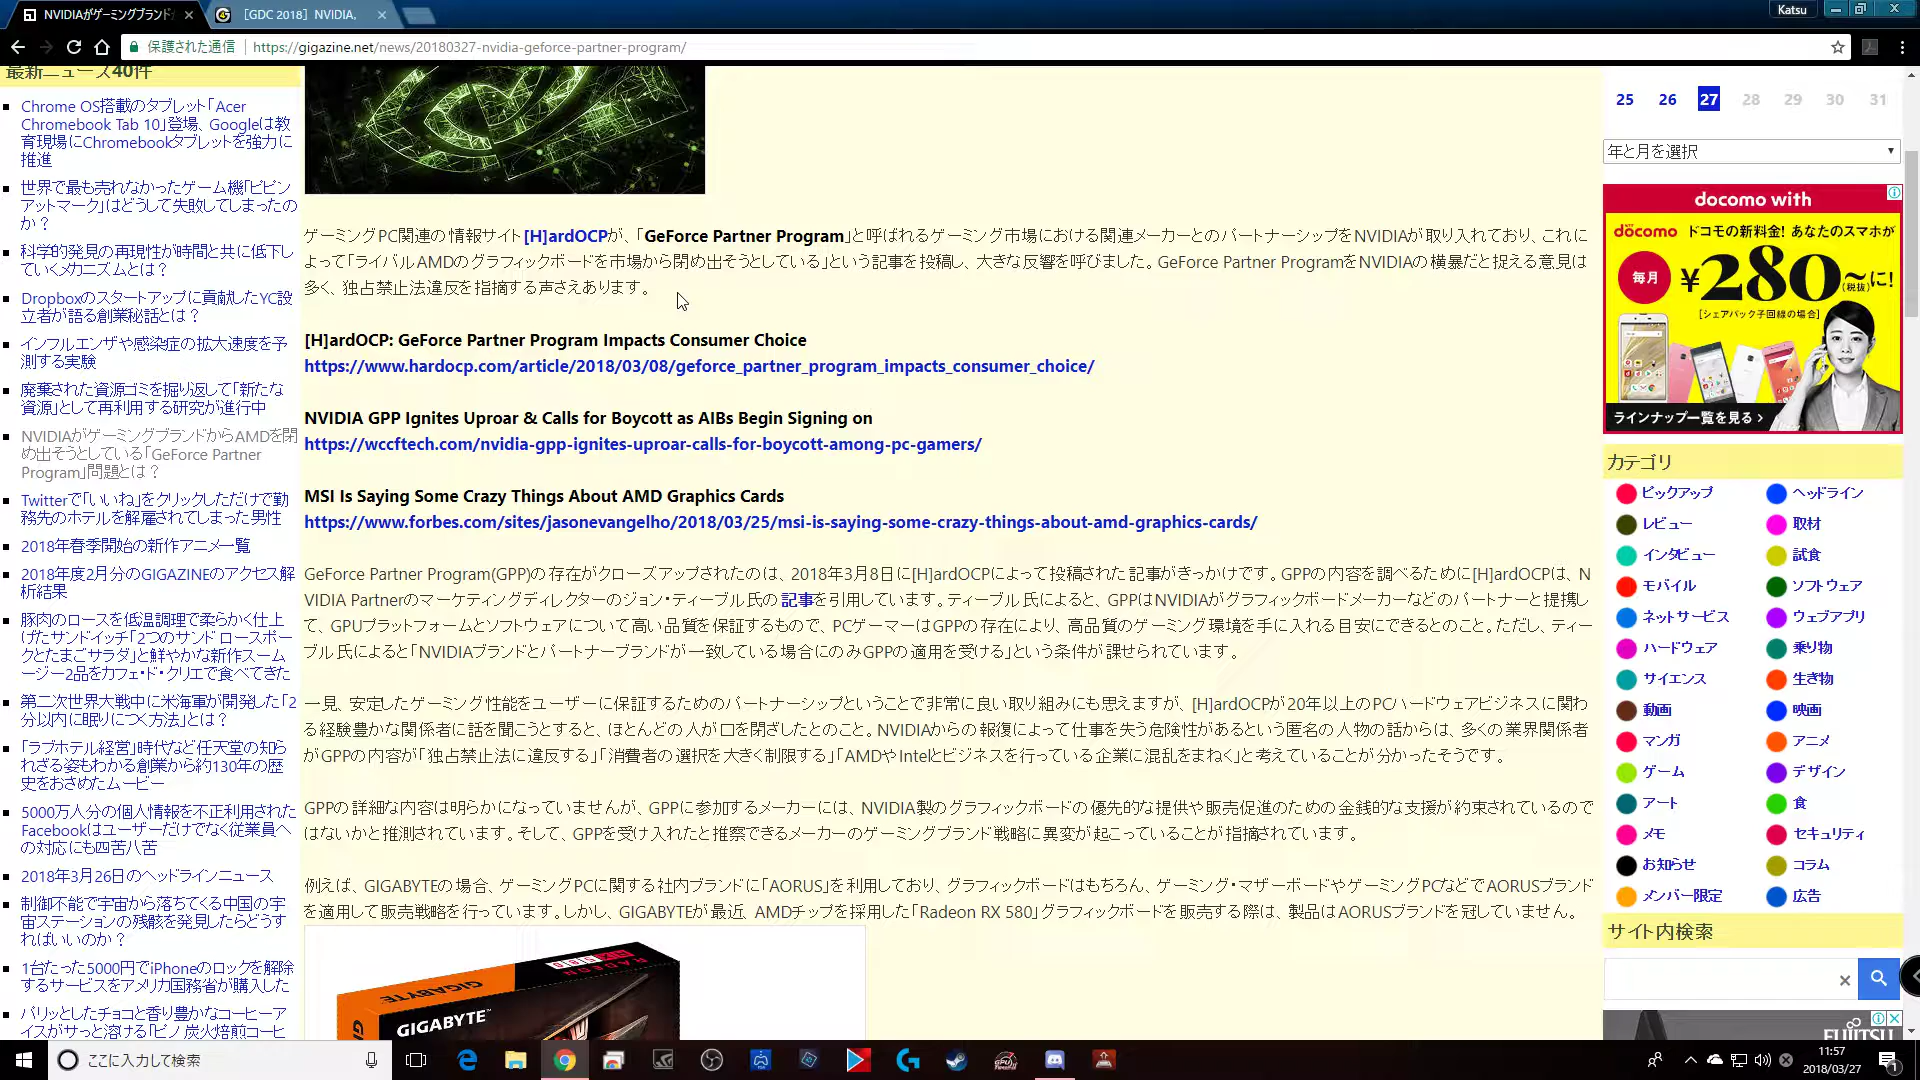 NVIDIAがゲーミングブランド
［GDC 2018］NVIDIA,
Katsu
保護された通信
https://gigazine.net/news/20180327-nvidia-geforce-partner-program/
最新ニュース40件
Chrome OS搭載のタブレット「Acer
Chromebook Tab 10」登場、Googleは教
育現場にChromebookタブレットを強力に
推進
世界で最も売れなかったゲーム機「ピピン
アットマーク」はどうして失敗してしまったの
か？
科学的発見の再現性が時間と共に低下し
ていくメカニズムとは？
Dropboxのスタートアップに貢献したYC設
立者が語る創業秘話とは？
インフルエンザや感染症の拡大速度を予
測する実験
廃棄された資源ゴミを掘り返して「新たな
資源」として再利用する研究が進行中
NVIDIAがゲーミングブランドからAMDを閉
め出そうとしている「GeForce Partner
Program」問題とは？
Twitterで「いいね」をクリックしただけで勤
務先のホテルを解雇されてしまった男性
2018年春季開始の新作アニメ一覧
2018年度2月分のGIGAZINEのアクセス解
析結果
豚肉のロースを低温調理で柔らかく仕上
げたサンドイッチ「2つのサンド ロースポー
クとたまごサラダ」と鮮やかな新作スムー
ジー2品をカフェ・ド・クリエで食べてきた
第二次世界大戦中に米海軍が開発した「2
分以内に眠りにつく方法」とは？
「ラブホテル経営」時代など任天堂の知ら
れざる姿もわかる創業から約130年の歴
史をおさめたムービー
5000万人分の個人情報を不正利用された
Facebookはユーザーだけでなく従業員へ
の対応にも四苦八苦
2018年3月26日のヘッドラインニュース
制御不能で宇宙から落ちてくる中国の宇
宙ステーションの残骸を発見したらどうす
ればいいのか？
1台たった5000円でiPhoneのロックを解除
するサービスをアメリカ国務省が購入した
パリッとしたチョコと香り豊かなコーヒーア
イスがサっと溶ける「ピノ 炭火焙煎コーヒ
ゲーミングPC関連の情報サイト[H]ardOCPが、「GeForce Partner Program」と呼ばれるゲーミング市場における関連メーカーとのパートナーシップをNVIDIAが取り入れており、これに
よって「ライバルAMDのグラフィックボードを市場から閉め出そうとしている」という記事を投稿し、大きな反響を呼びました。GeForce Partner ProgramをNVIDIAの横暴だと捉える意見は
多く、独占禁止法違反を指摘する声さえあります。
[H]ardOCP: GeForce Partner Program Impacts Consumer Choice
https://www.hardocp.com/article/2018/03/08/geforce_partner_program_impacts_consumer_choice/
NVIDIA GPP Ignites Uproar & Calls for Boycott as AIBs Begin Signing on
https://wccftech.com/nvidia-gpp-ignites-uproar-calls-for-boycott-among-pc-gamers/
MSI Is Saying Some Crazy Things About AMD Graphics Cards
https://www.forbes.com/sites/jasonevangelho/2018/03/25/msi-is-saying-some-crazy-things-about-amd-graphics-cards/
GeForce Partner Program(GPP)の存在がクローズアップされたのは、2018年3月8日に[H]ardOCPによって投稿された記事がきっかけです。GPPの内容を調べるために[H]ardOCPは、N
VIDIA Partnerのマーケティングディレクターのジョン・ティーブル氏の記事を引用しています。ティーブル氏によると、GPPはNVIDIAがグラフィックボードメーカーなどのパートナーと提携し
て、GPUプラットフォームとソフトウェアについて高い品質を保証するもので、PCゲーマーはGPPの存在により、高品質のゲーミング環境を手に入れる目安にできるとのこと。ただし、ティー
ブル氏によると「NVIDIAブランドとパートナーブランドが一致している場合にのみGPPの適用を受ける」という条件が課せられています。
一見、安定したゲーミング性能をユーザーに保証するためのパートナーシップということで非常に良い取り組みにも思えますが、[H]ardOCPが20年以上のPCハードウェアビジネスに関わ
る経験豊かな関係者に話を聞こうとすると、ほとんどの人が口を閉ざしたとのこと。NVIDIAからの報復によって仕事を失う危険性があるという匿名の人物の話からは、多くの業界関係者
がGPPの内容が「独占禁止法に違反する」「消費者の選択を大きく制限する」「AMDやIntelとビジネスを行っている企業に混乱をまねく」と考えていることが分かったそうです。
GPPの詳細な内容は明らかになっていませんが、GPPに参加するメーカーには、NVIDIA製のグラフィックボードの優先的な提供や販売促進のための金銭的な支援が約束されているので
はないかと推測されています。そして、GPPを受け入れたと推察できるメーカーのゲーミングブランド戦略に異変が起こっていることが指摘されています。
例えば、GIGABYTEの場合、ゲーミングPCに関する社内ブランドに「AORUS」を利用しており、グラフィックボードはもちろん、ゲーミング・マザーボードやゲーミングPCなどでAORUSブランド
を適用して販売戦略を行っています。しかし、GIGABYTEが最近、AMDチップを採用した「Radeon RX 580」グラフィックボードを販売する際は、製品はAORUSブランドを冠していません。
GIGABYTE
RADEON
GIGABYTE™
25 26 27 28 29 30 31
年と月を選択
docomo with
docomo ドコモの新料金! あなたのスマホが
毎月 ¥280～に!
(税抜)
[シェアパック子回線の場合]
ラインナップ一覧を見る >
カテゴリ
ピックアップ ヘッドライン
レビュー 取材
インタビュー 試食
モバイル ソフトウェア
ネットサービス ウェブアプリ
ハードウェア 乗り物
サイエンス 生き物
動画 映画
マンガ アニメ
ゲーム デザイン
アート 食
メモ セキュリティ
お知らせ コラム
メンバー限定 広告
サイト内検索
FUJITSU
ここに入力して検索
11:57
2018/03/27
1